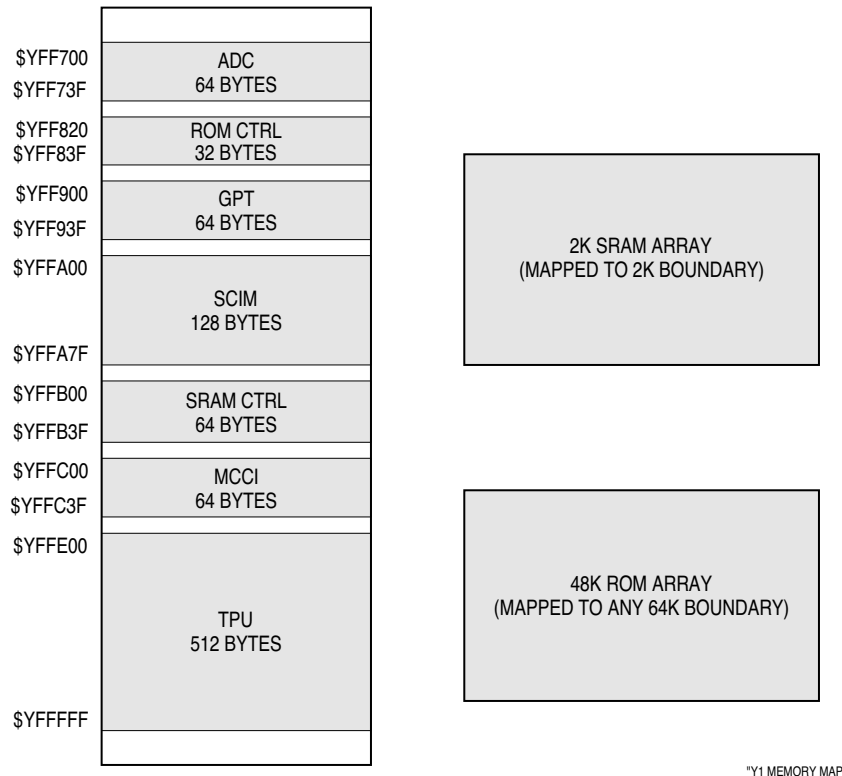 $YFF700
ADC
64 BYTES
$YFF73F
$YFF820
ROM CTRL
32 BYTES
$YFF83F
$YFF900
GPT
64 BYTES
$YFF93F
$YFFA00
SCIM
128 BYTES
$YFFA7F
$YFFB00
SRAM CTRL
64 BYTES
$YFFB3F
$YFFC00
MCCI
64 BYTES
$YFFC3F
$YFFE00
TPU
512 BYTES
$YFFFFF
2K SRAM ARRAY
(MAPPED TO 2K BOUNDARY)
48K ROM ARRAY
(MAPPED TO ANY 64K BOUNDARY)
"Y1 MEMORY MAP